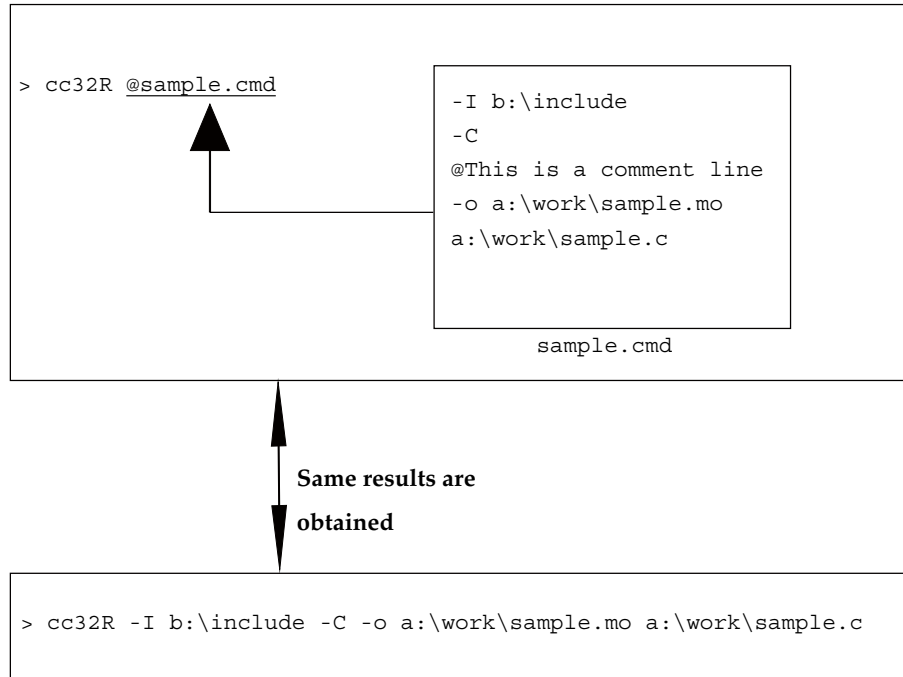 > cc32R @sample.cmd
-I b:\include
-C
@This is a comment line
-o a:\work\sample.mo
a:\work\sample.c
sample.cmd
Same results are
obtained
> cc32R -I b:\include -C -o a:\work\sample.mo a:\work\sample.c